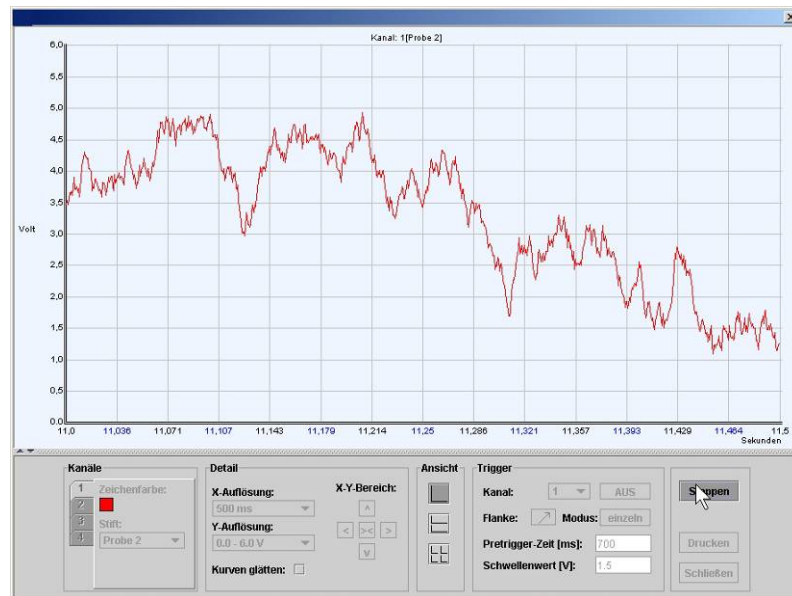 Kanal: 1[Probe 2]
6,0
5,5
5,0
4,5
4,0
3,5
Volt
3,0
2,5
2,0
1,5
1,0
0,5
0,0
11,0 11,036 11,071 11,107 11,143 11,179 11,214 11,25 11,286 11,321 11,357 11,393 11,429 11,464 11,5
Sekunden
Kanäle
1
2
3
4
Zeichenfarbe:
Stift:
Probe 2
Detail
X-Auflösung:
500 ms
Y-Auflösung:
0.0 - 6.0 V
Kurven glätten:
X-Y-Bereich:
^
< >< >
v
Ansicht
Trigger
Kanal: 1 AUS
Flanke: Modus: einzeln
Pretrigger-Zeit [ms]: 700
Schwellenwert [V]: 1.5
Stoppen
Drucken
Schließen